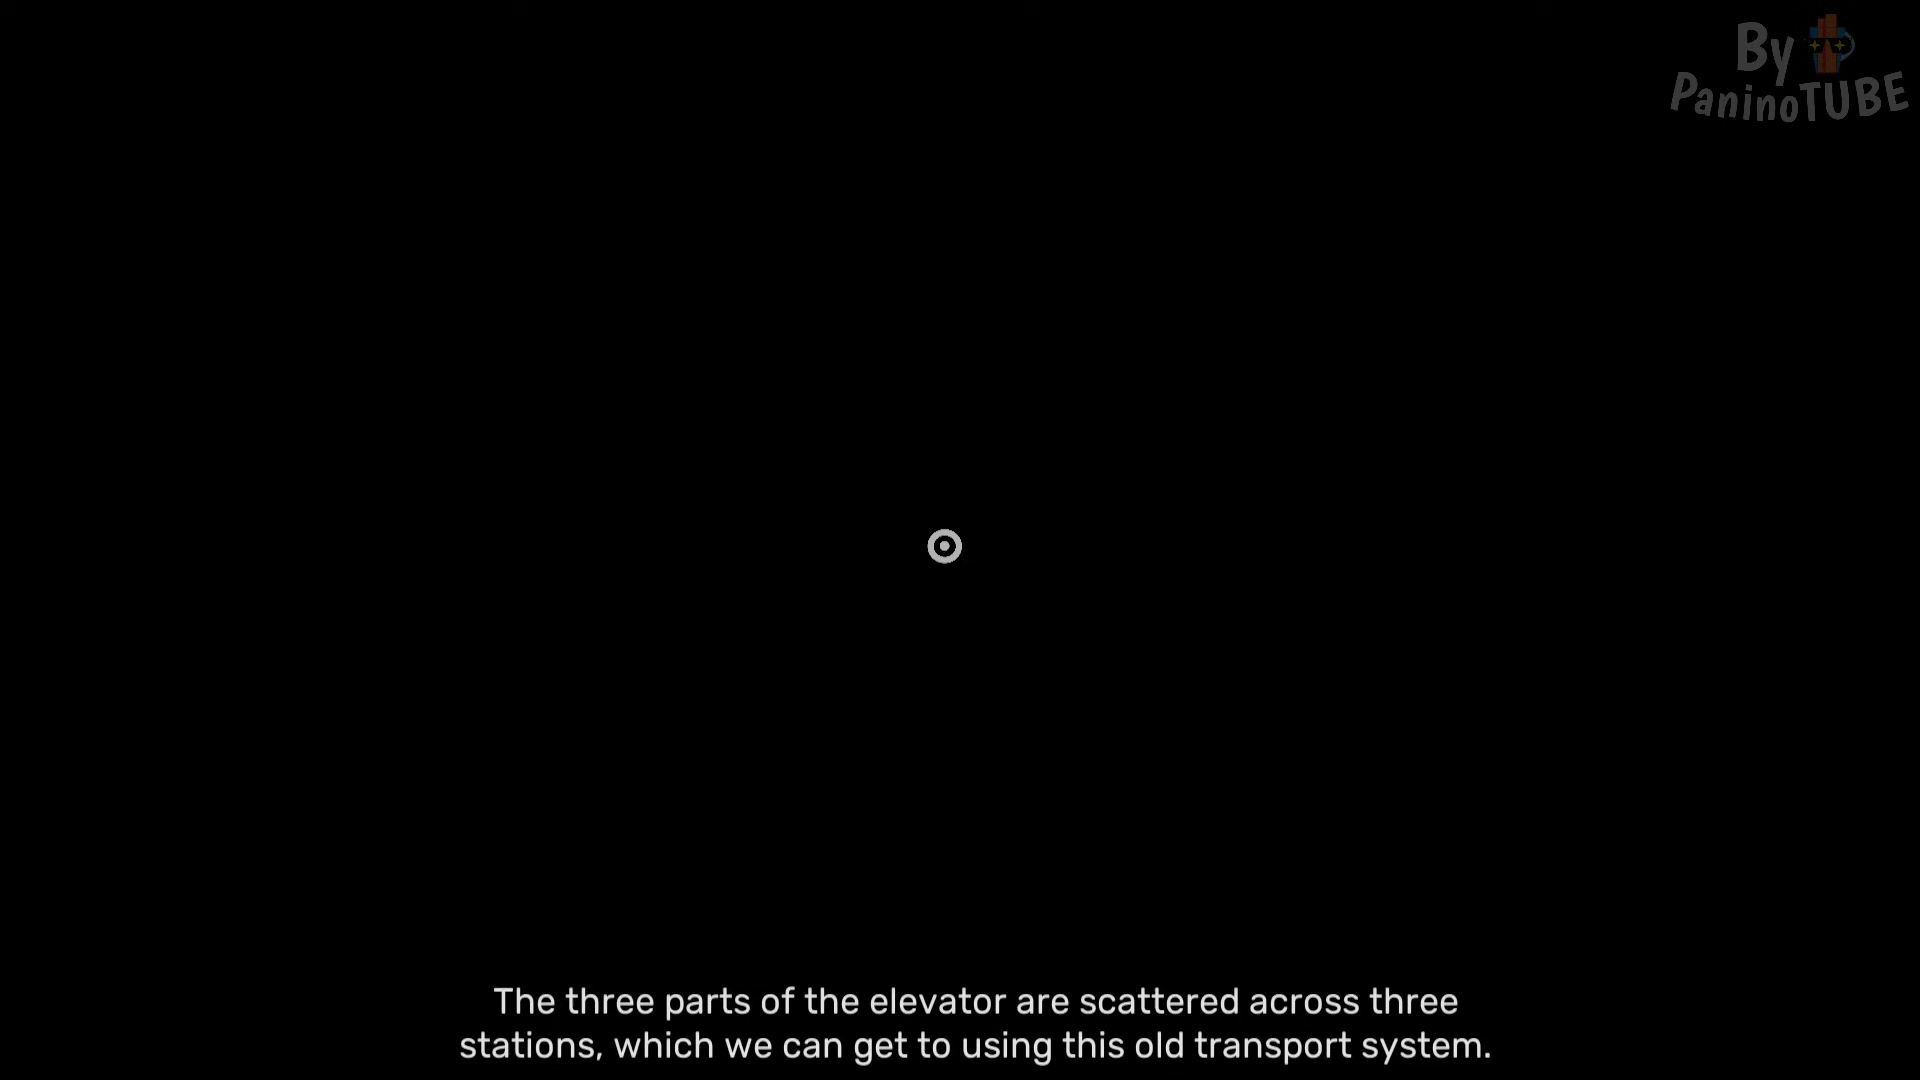 By
PaninoTUBE
The three parts of the elevator are scattered across three
stations, which we can get to using this old transport system.